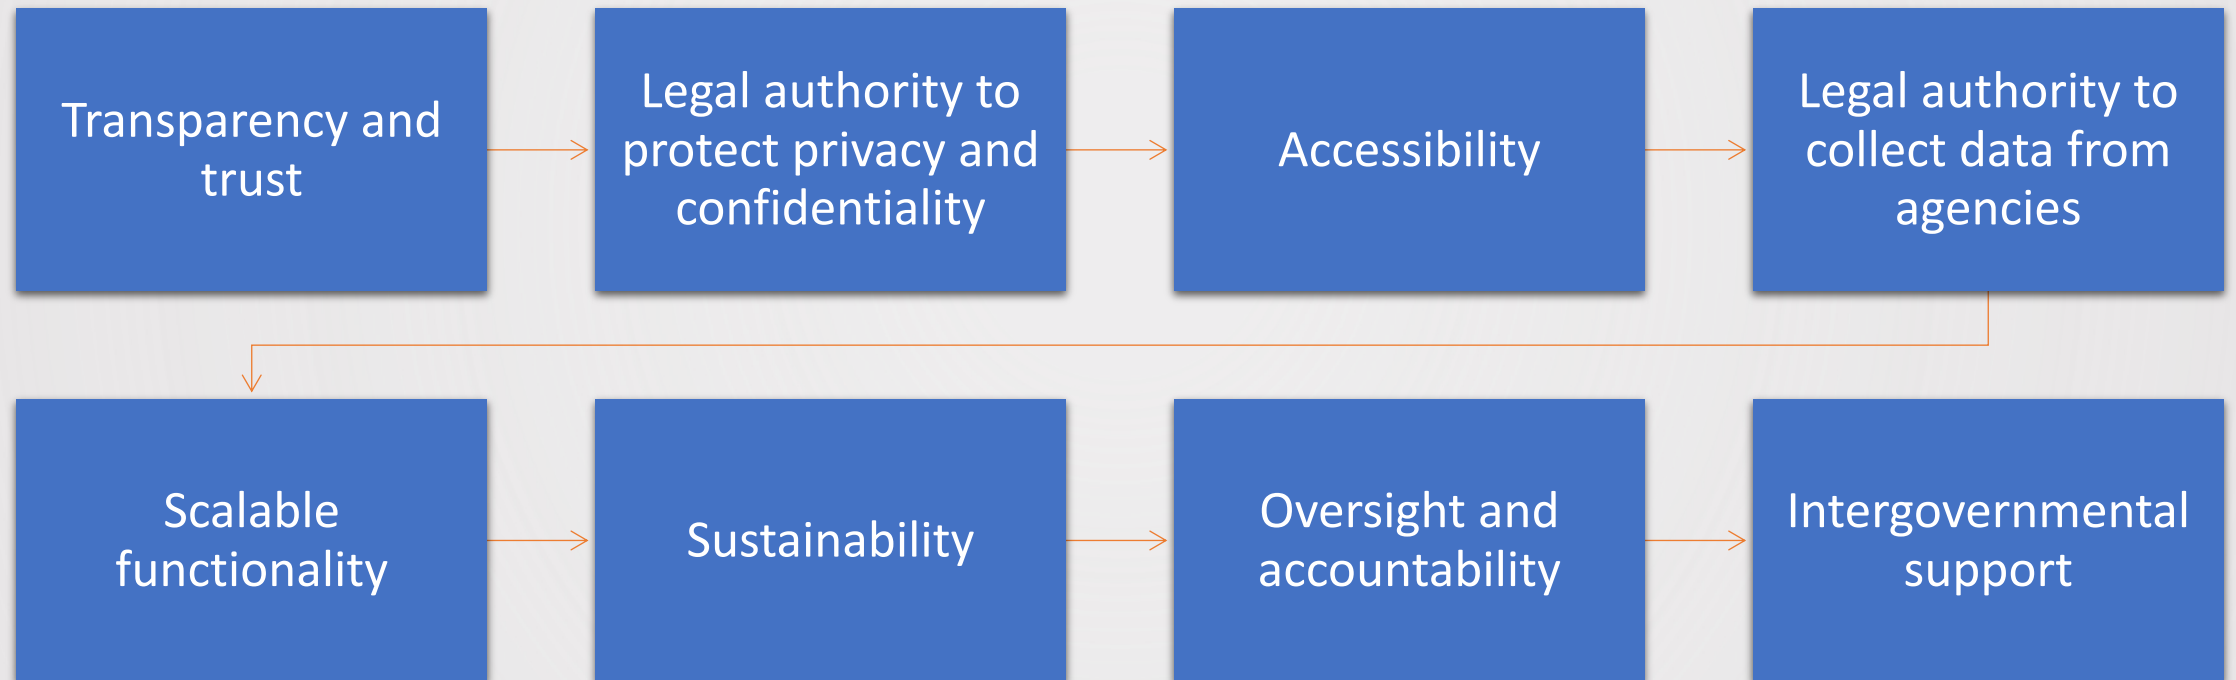 Transparency and
trust
Legal authority to
protect privacy and
confidentiality
Accessibility
Legal authority to
collect data from
agencies
Scalable
functionality
Sustainability
Oversight and
accountability
Intergovernmental
support